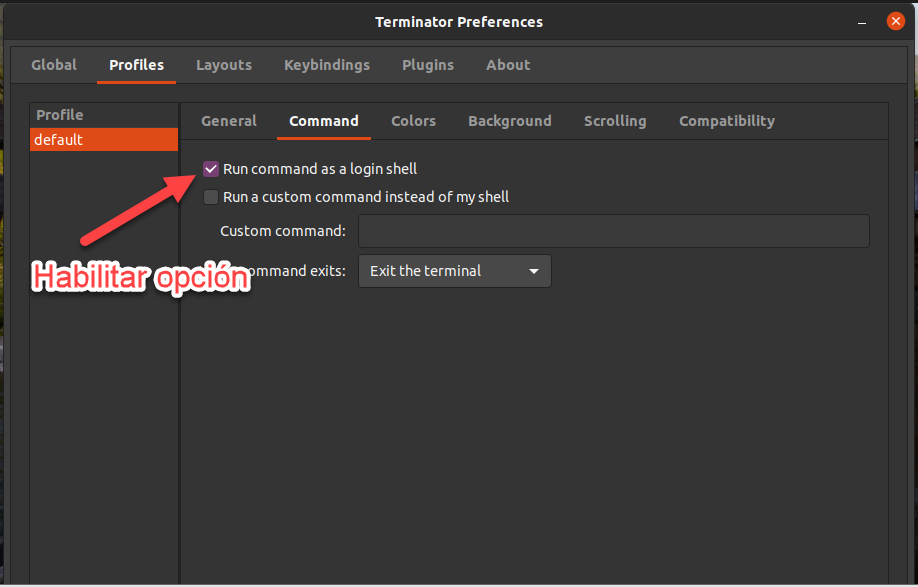 Terminator Preferences
Global Profiles Layouts Keybindings Plugins About
Profile
default
General Command Colors Background Scrolling Compatibility
Run command as a login shell
Run a custom command instead of my shell
Custom command:
Habilitar opción
ommand exits: Exit the terminal